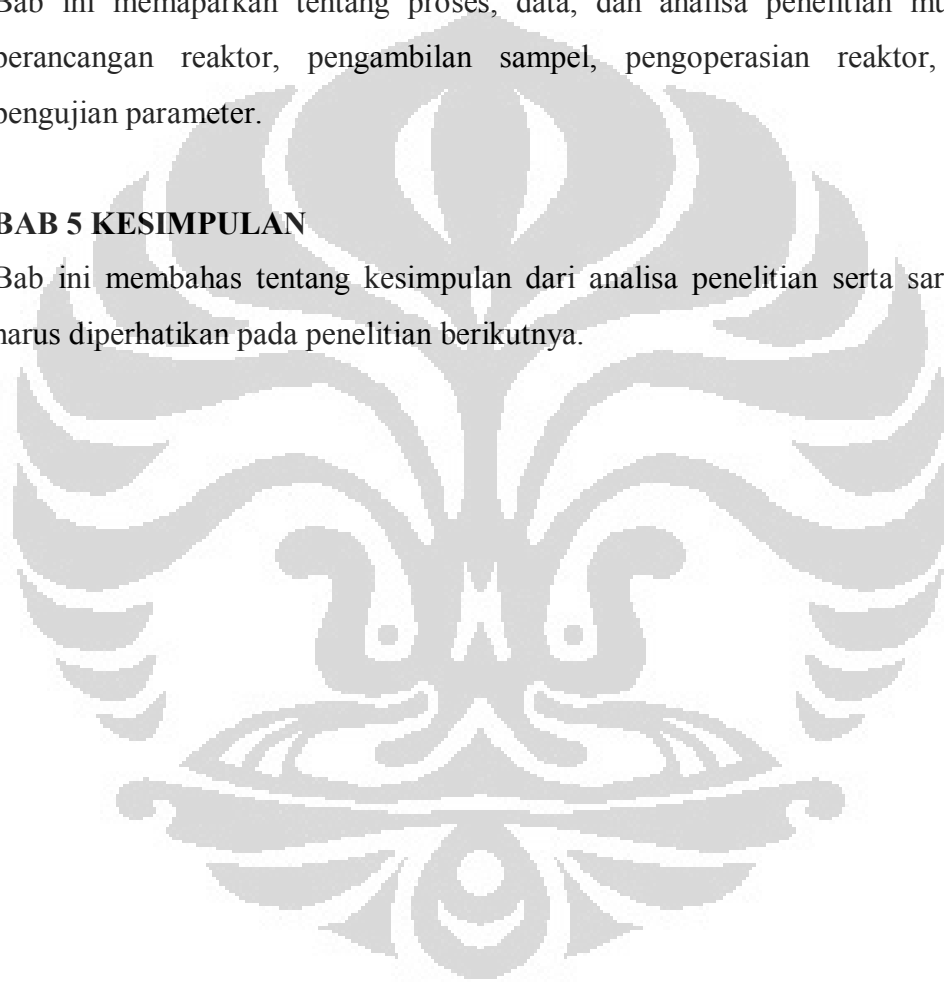 Bab ini memaparkan tentang proses, data, dan analisa penelitian
perancangan reaktor, pengambilan sampel, pengoperasian reaktor,
pengujian parameter.
BAB 5 KESIMPULAN
Bab ini membahas tentang kesimpulan dari analisa penelitian serta
harus diperhatikan pada penelitian berikutnya.